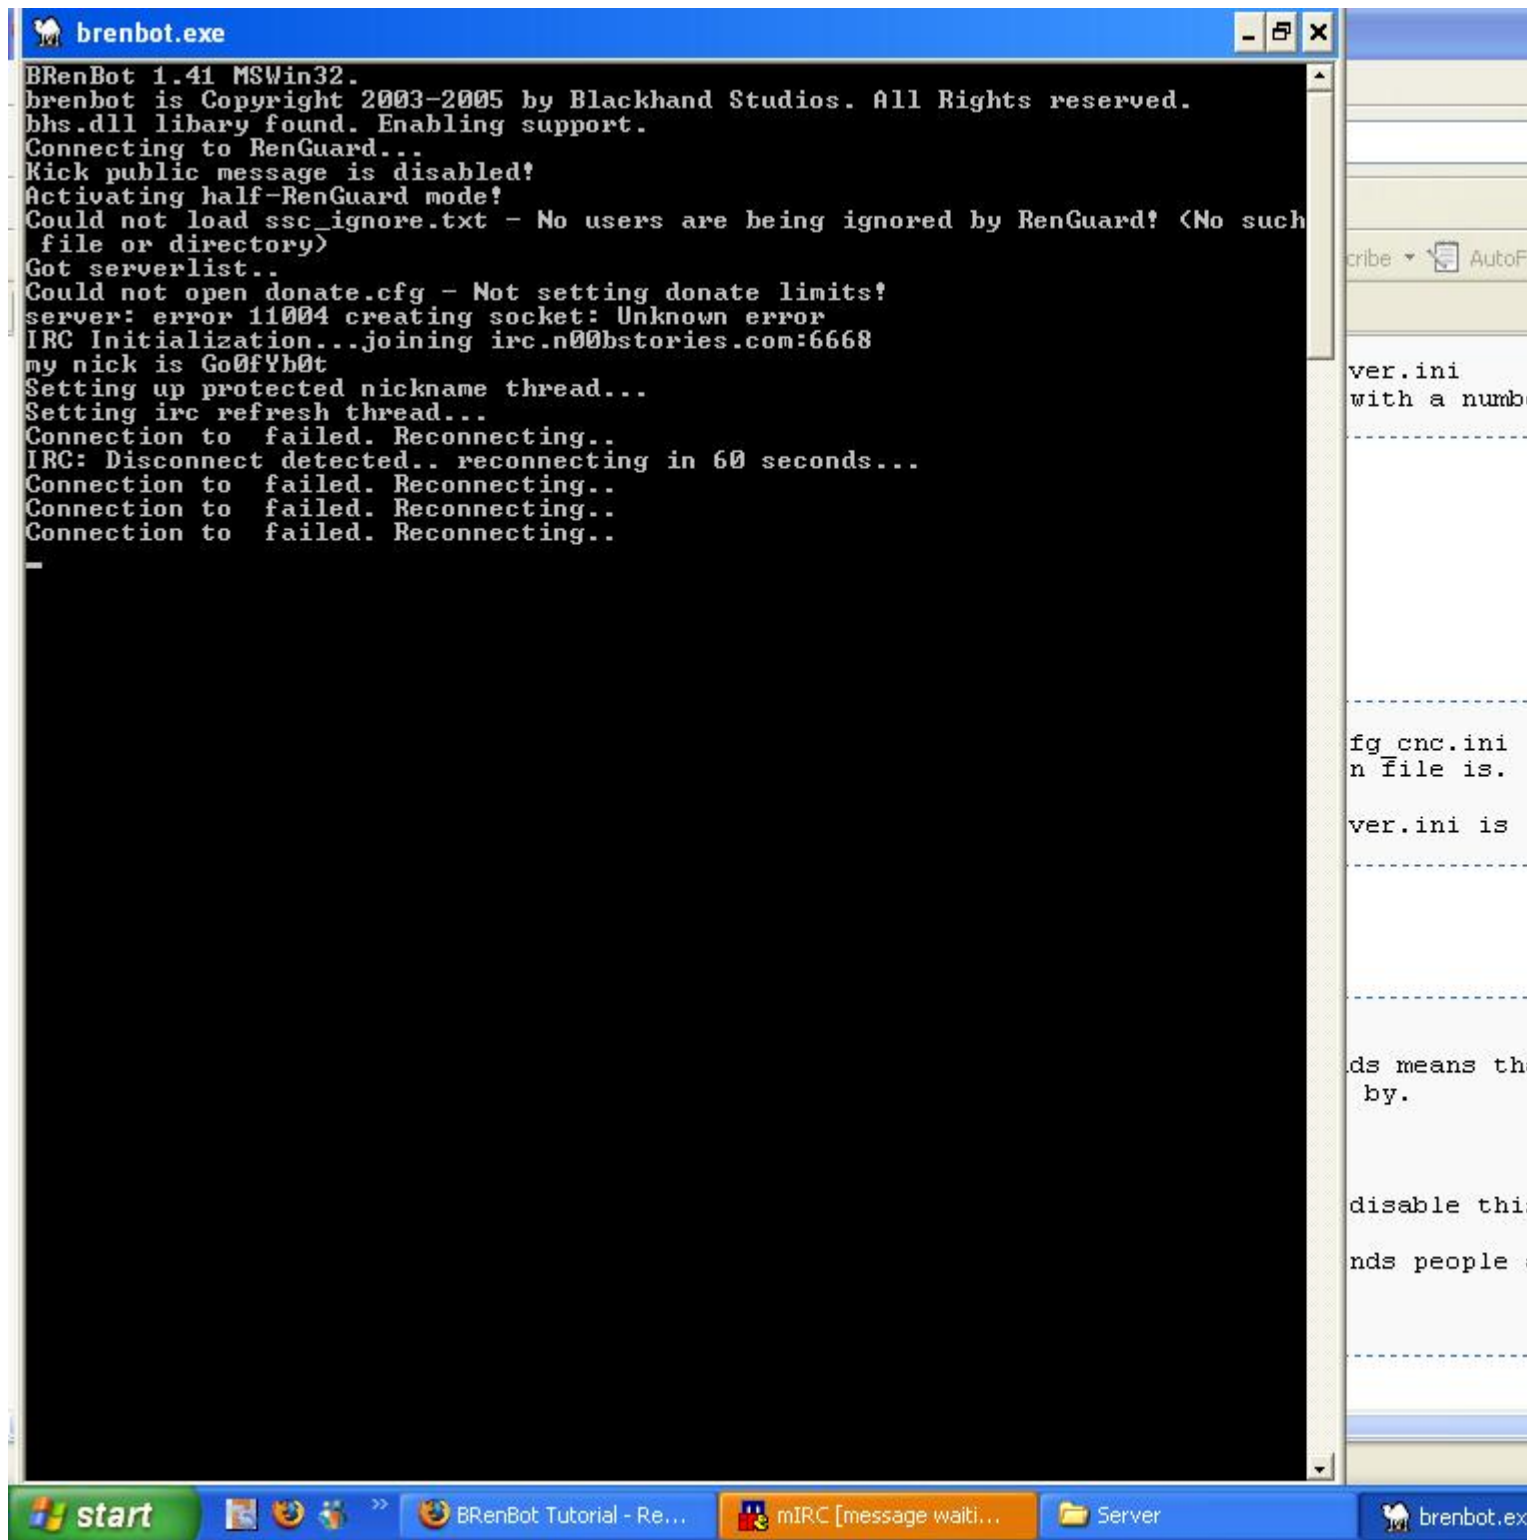 brenbot.exe
BRenBot 1.41 MSWin32.
brenbot is Copyright 2003-2005 by Blackhand Studios. All Rights reserved.
bhs.dll libary found. Enabling support.
Connecting to RenGuard...
Kick public message is disabled!
Activating half-RenGuard mode!
Could not load ssc_ignore.txt - No users are being ignored by RenGuard! (No such
file or directory)
Got serverlist..
Could not open donate.cfg - Not setting donate limits!
server: error 11004 creating socket: Unknown error
IRC Initialization...joining irc.n00bstories.com:6668
my nick is Go0fYb0t
Setting up protected nickname thread...
Setting irc refresh thread...
Connection to  failed. Reconnecting..
IRC: Disconnect detected.. reconnecting in 60 seconds...
Connection to  failed. Reconnecting..
Connection to  failed. Reconnecting..
Connection to  failed. Reconnecting..
cribe AutoF
ver.ini
with a numb
fg_cnc.ini
n file is.
ver.ini is
ds means th
by.
disable this
nds people
start
BRenBot Tutorial - Re...
mIRC [message waiti...
Server
brenbot.ex